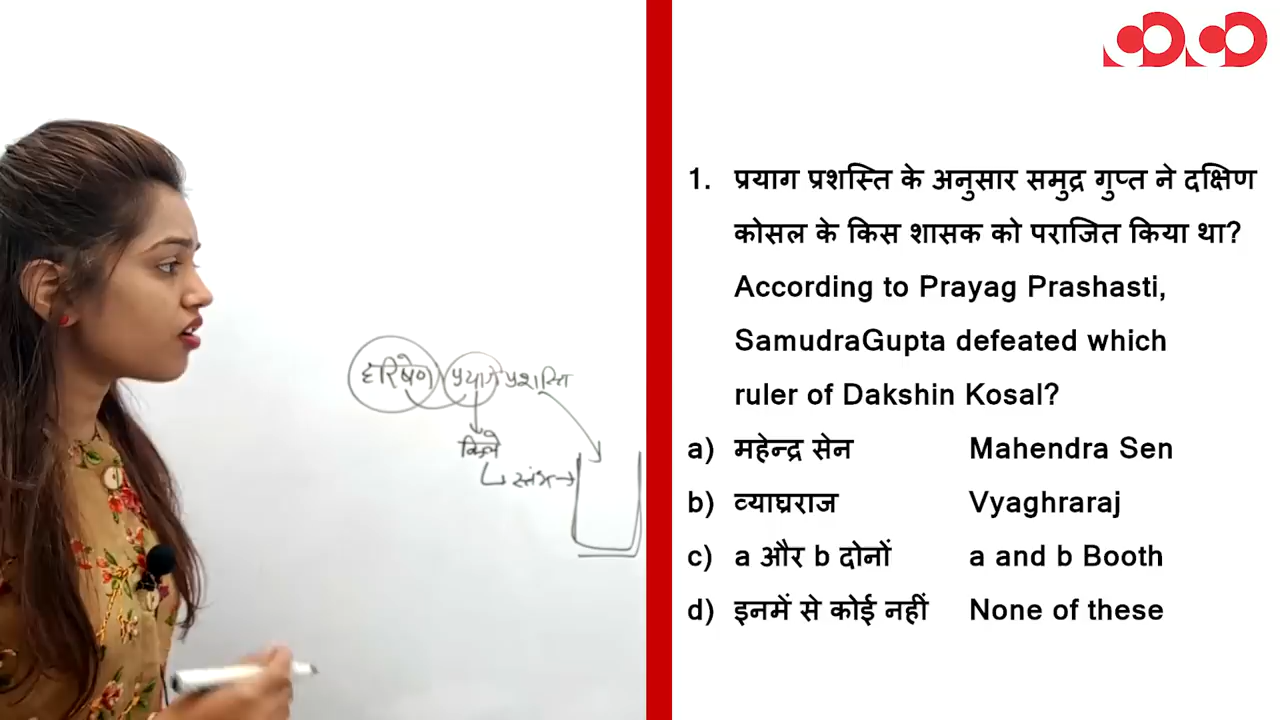 हरिषेण प्रयाग प्रशस्ति
किले
स्तंभ
1. प्रयाग प्रशस्ति के अनुसार समुद्र गुप्त ने दक्षिण
कोसल के किस शासक को पराजित किया था?
According to Prayag Prashasti,
SamudraGupta defeated which
ruler of Dakshin Kosal?
a) महेन्द्र सेन Mahendra Sen
b) व्याघ्रराज Vyaghraraj
c) a और b दोनों a and b Booth
d) इनमें से कोई नहीं None of these